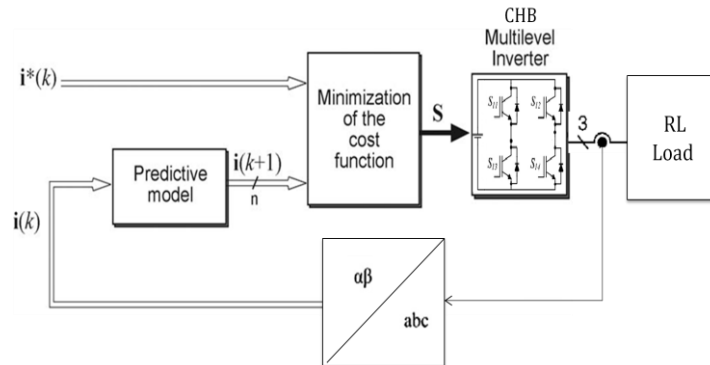 CHB
Multilevel
Inverter
i*(k)
Minimization
of the
cost
function
S
S11
S12
S13
S14
3
RL
Load
Predictive
model
i(k+1)
n
i(k)
αβ
abc